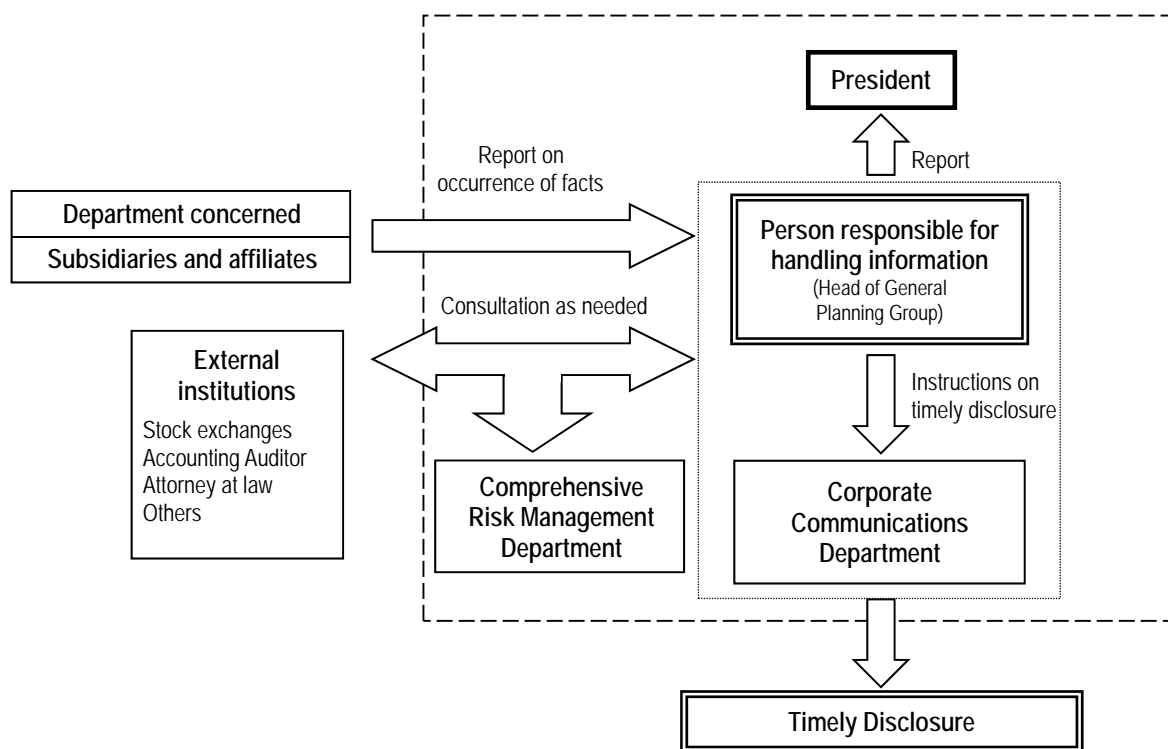 President
Report
Report on
occurrence of facts
Department concerned
Subsidiaries and affiliates
Person responsible for
handling information
(Head of General
Planning Group)
Consultation as needed
External
institutions
Stock exchanges
Accounting Auditor
Attorney at law
Others
Instructions on
timely disclosure
Comprehensive
Risk Management
Department
Corporate
Communications
Department
Timely Disclosure